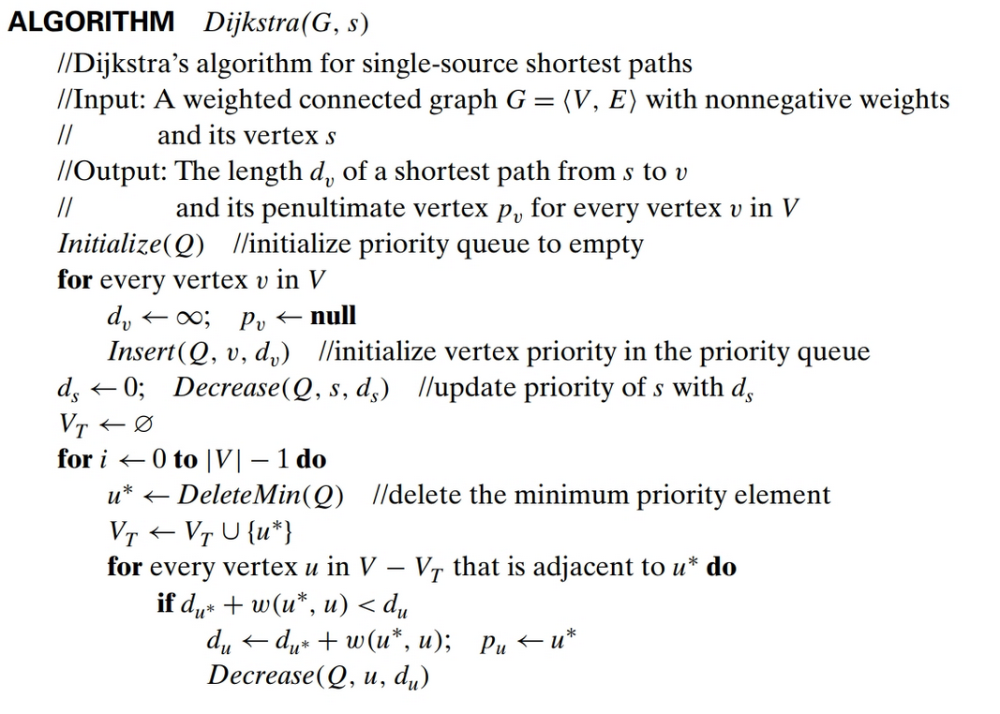 ALGORITHM Dijkstra(G, s)
//Dijkstra's algorithm for single-source shortest paths
//Input: A weighted connected graph G = ⟨V, E⟩ with nonnegative weights
// and its vertex s
//Output: The length d_v of a shortest path from s to v
// and its penultimate vertex p_v for every vertex v in V
Initialize(Q) //initialize priority queue to empty
for every vertex v in V
d_v ← ∞; p_v ← null
Insert(Q, v, d_v) //initialize vertex priority in the priority queue
d_s ← 0; Decrease(Q, s, d_s) //update priority of s with d_s
V_T ← ∅
for i ← 0 to |V| − 1 do
u* ← DeleteMin(Q) //delete the minimum priority element
V_T ← V_T ∪ {u*}
for every vertex u in V − V_T that is adjacent to u* do
if d_u* + w(u*, u) < d_u
d_u ← d_u* + w(u*, u); p_u ← u*
Decrease(Q, u, d_u)